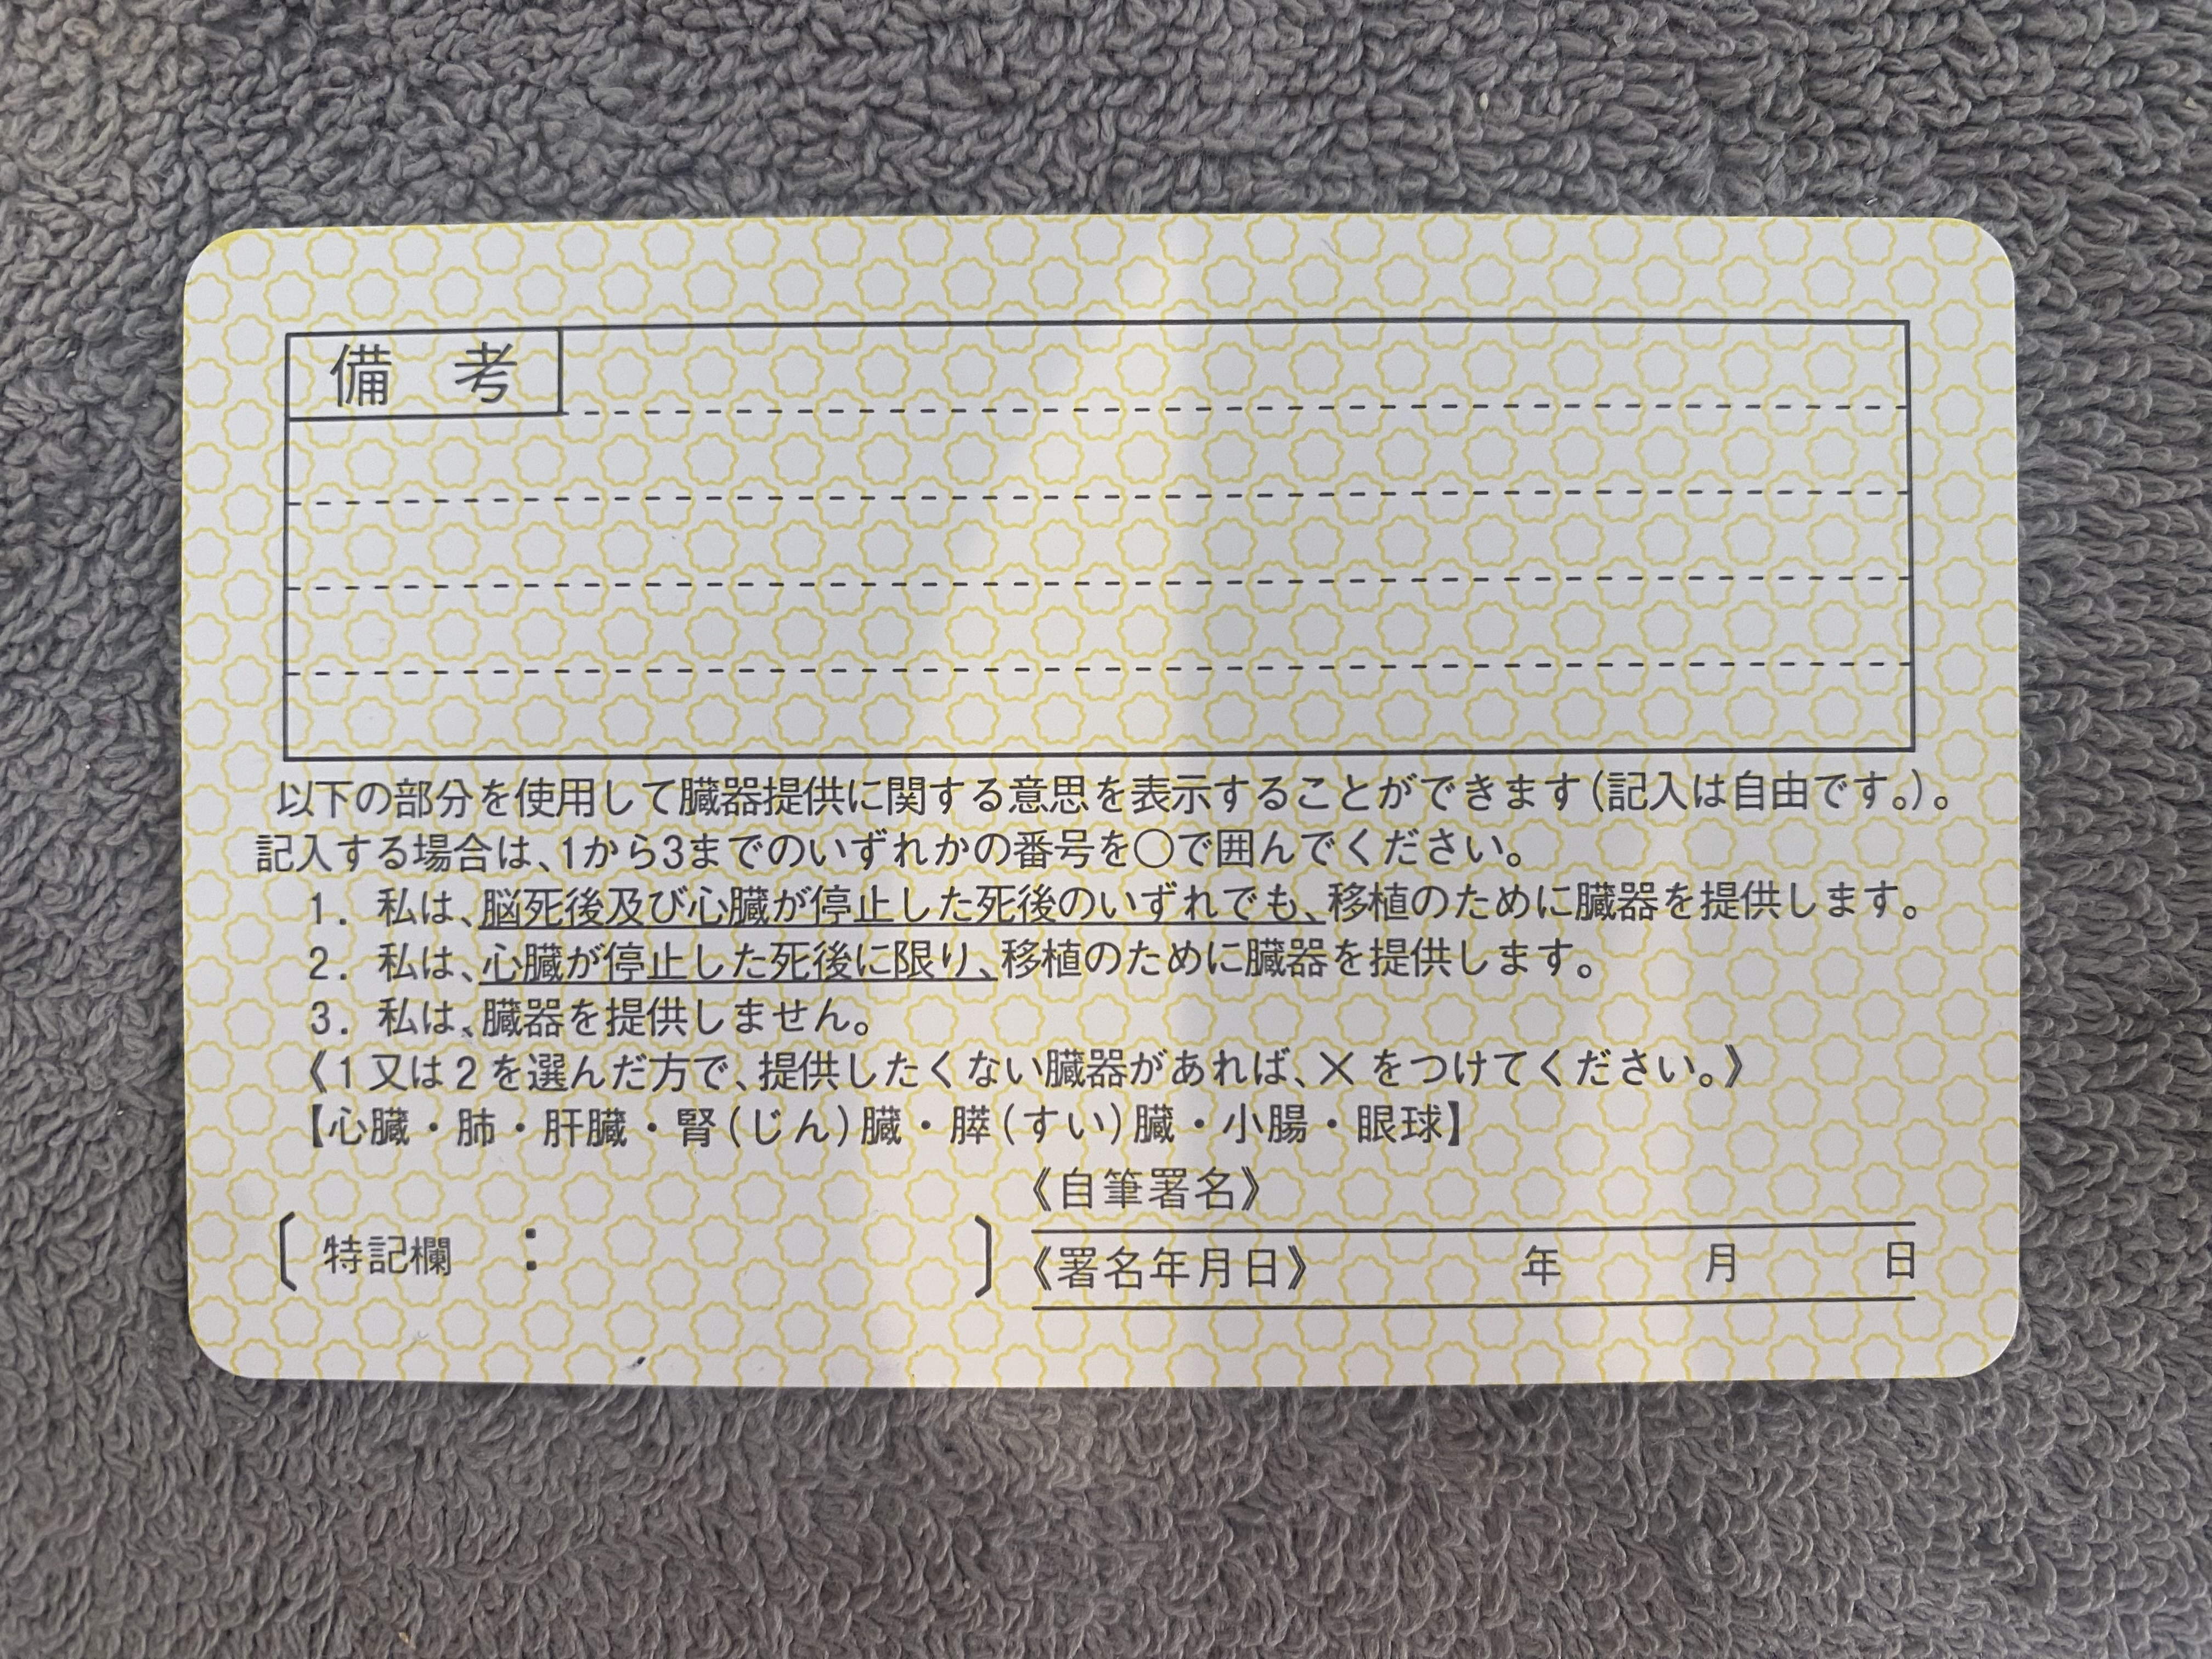 備 考
以下の部分を使用して臓器提供に関する意思を表示することができます(記入は自由です。)。
記入する場合は、1から3までのいずれかの番号を○で囲んでください。
1. 私は、脳死後及び心臓が停止した死後のいずれでも、移植のために臓器を提供します。
2. 私は、心臓が停止した死後に限り、移植のために臓器を提供します。
3. 私は、臓器を提供しません。
《1又は2を選んだ方で、提供したくない臓器があれば、×をつけてください。》
【心臓・肺・肝臓・腎(じん)臓・膵(すい)臓・小腸・眼球】
《自筆署名》
〔特記欄 : 〕
《署名年月日》 年 月 日